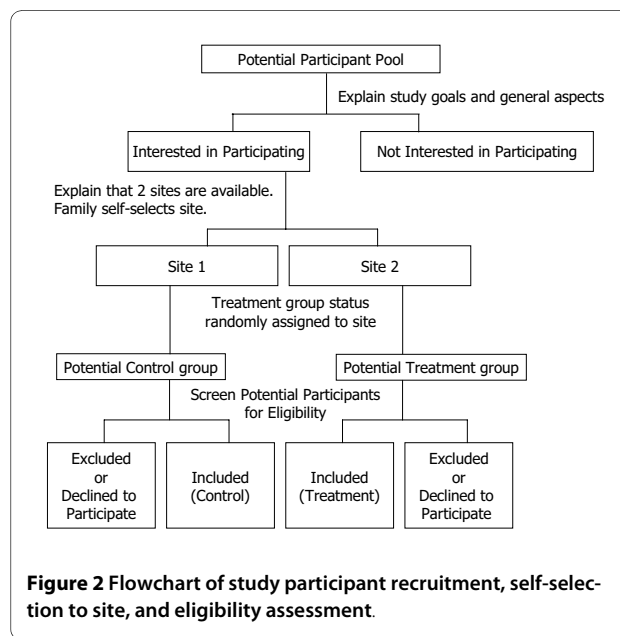 Potential Participant Pool
Explain study goals and general aspects
Interested in Participating
Not Interested in Participating
Explain that 2 sites are available.
Family self-selects site.
Site 1
Site 2
Treatment group status
randomly assigned to site
Potential Control group
Potential Treatment group
Screen Potential Participants
for Eligibility
Excluded
or
Declined to
Participate
Included
(Control)
Included
(Treatment)
Excluded
or
Declined to
Participate
Figure 2 Flowchart of study participant recruitment, self-selec-
tion to site, and eligibility assessment.